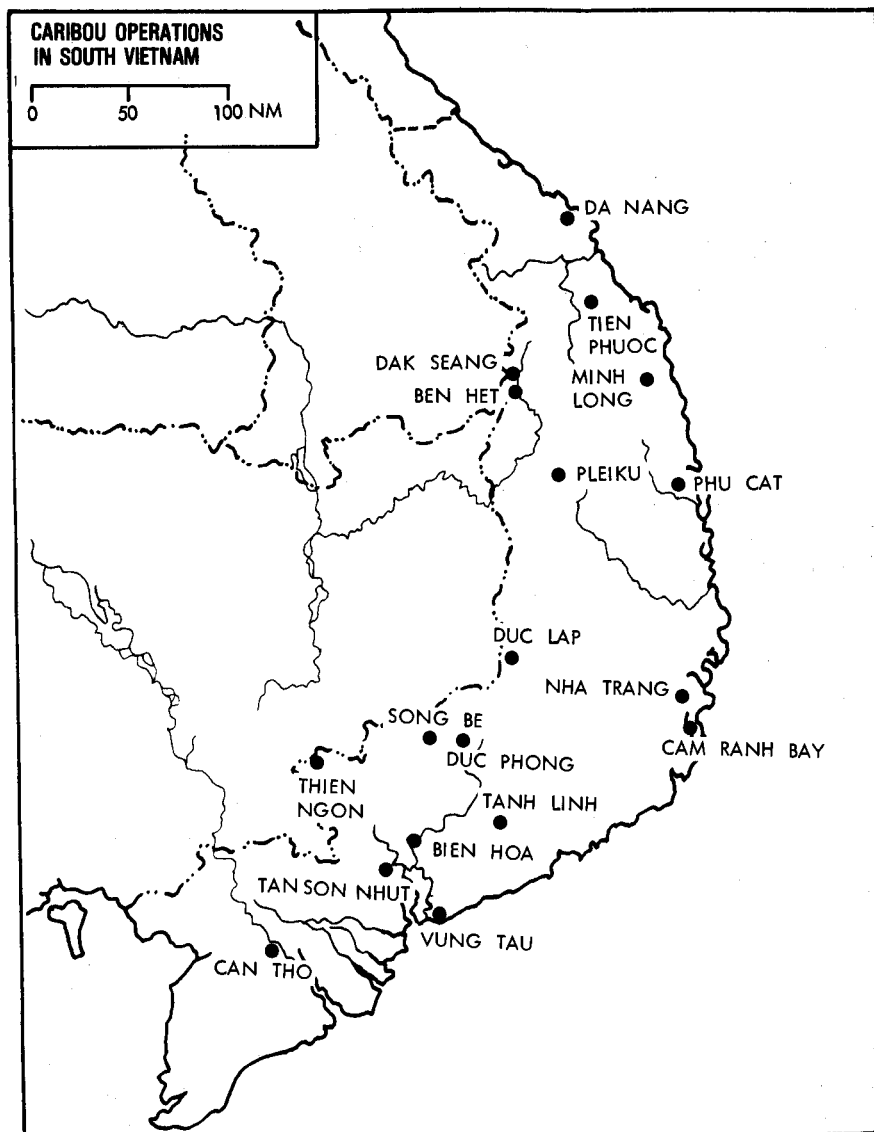 CARIBOU OPERATIONS
IN SOUTH VIETNAM
0 50 100 NM
DA NANG
TIEN
PHUOC
DAK SEANG
MINH
LONG
BEN HET
PLEIKU
PHU CAT
DUC LAP
NHA TRANG
SONG BE
CAM RANH BAY
DUC PHONG
THIEN
NGON
TANH LINH
BIEN HOA
TAN SON NHUT
VUNG TAU
CAN THO